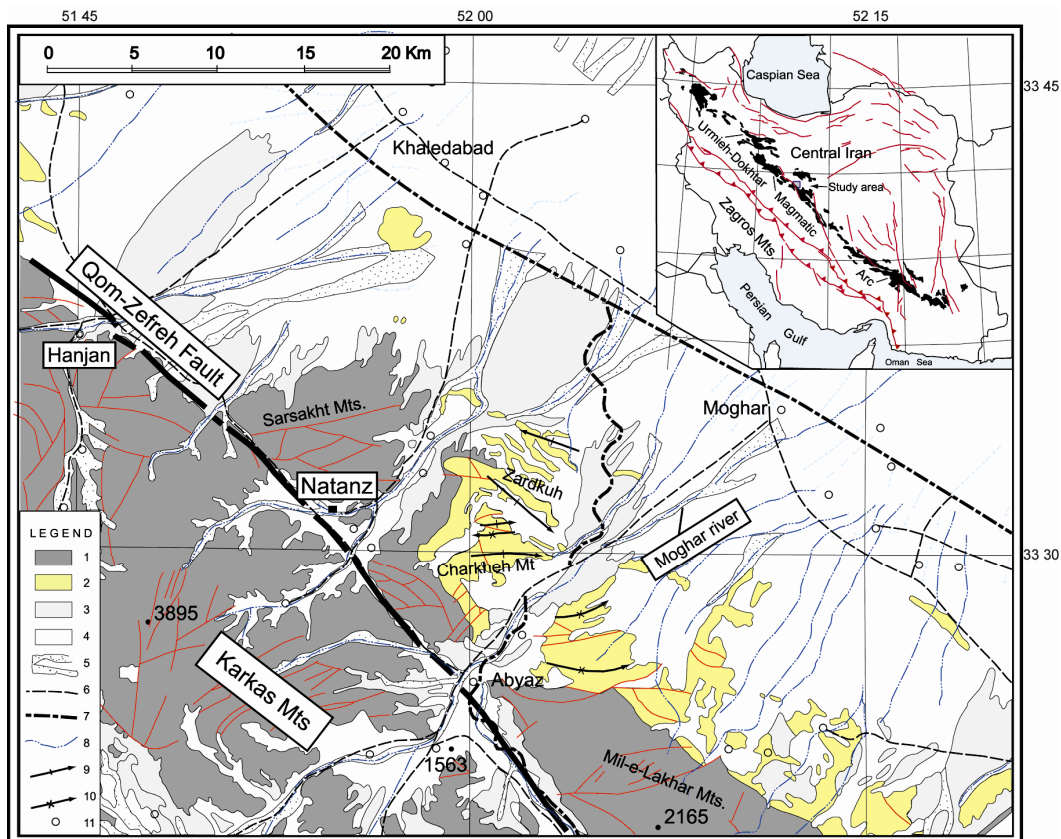 51 45
52 00
52 15
0 5 10 15 20 Km
33 45
33 30
Khaledabad
Qom-Zefreh Fault
Hanjan
Sarsakht Mts.
Natanz
Zardkuh
Charkheh Mt
Moghar
Moghar river
3895
Karkas Mts
Abyaz
1563
Mil-e-Lakhar Mts.
2165
LEGEND
1
2
3
4
5
6
7
8
9
10
11
Caspian Sea
Central Iran
Urmieh-Dokhtar
Magmatic
Arc
Study area
Zagros Mts
Persian
Gulf
Oman Sea